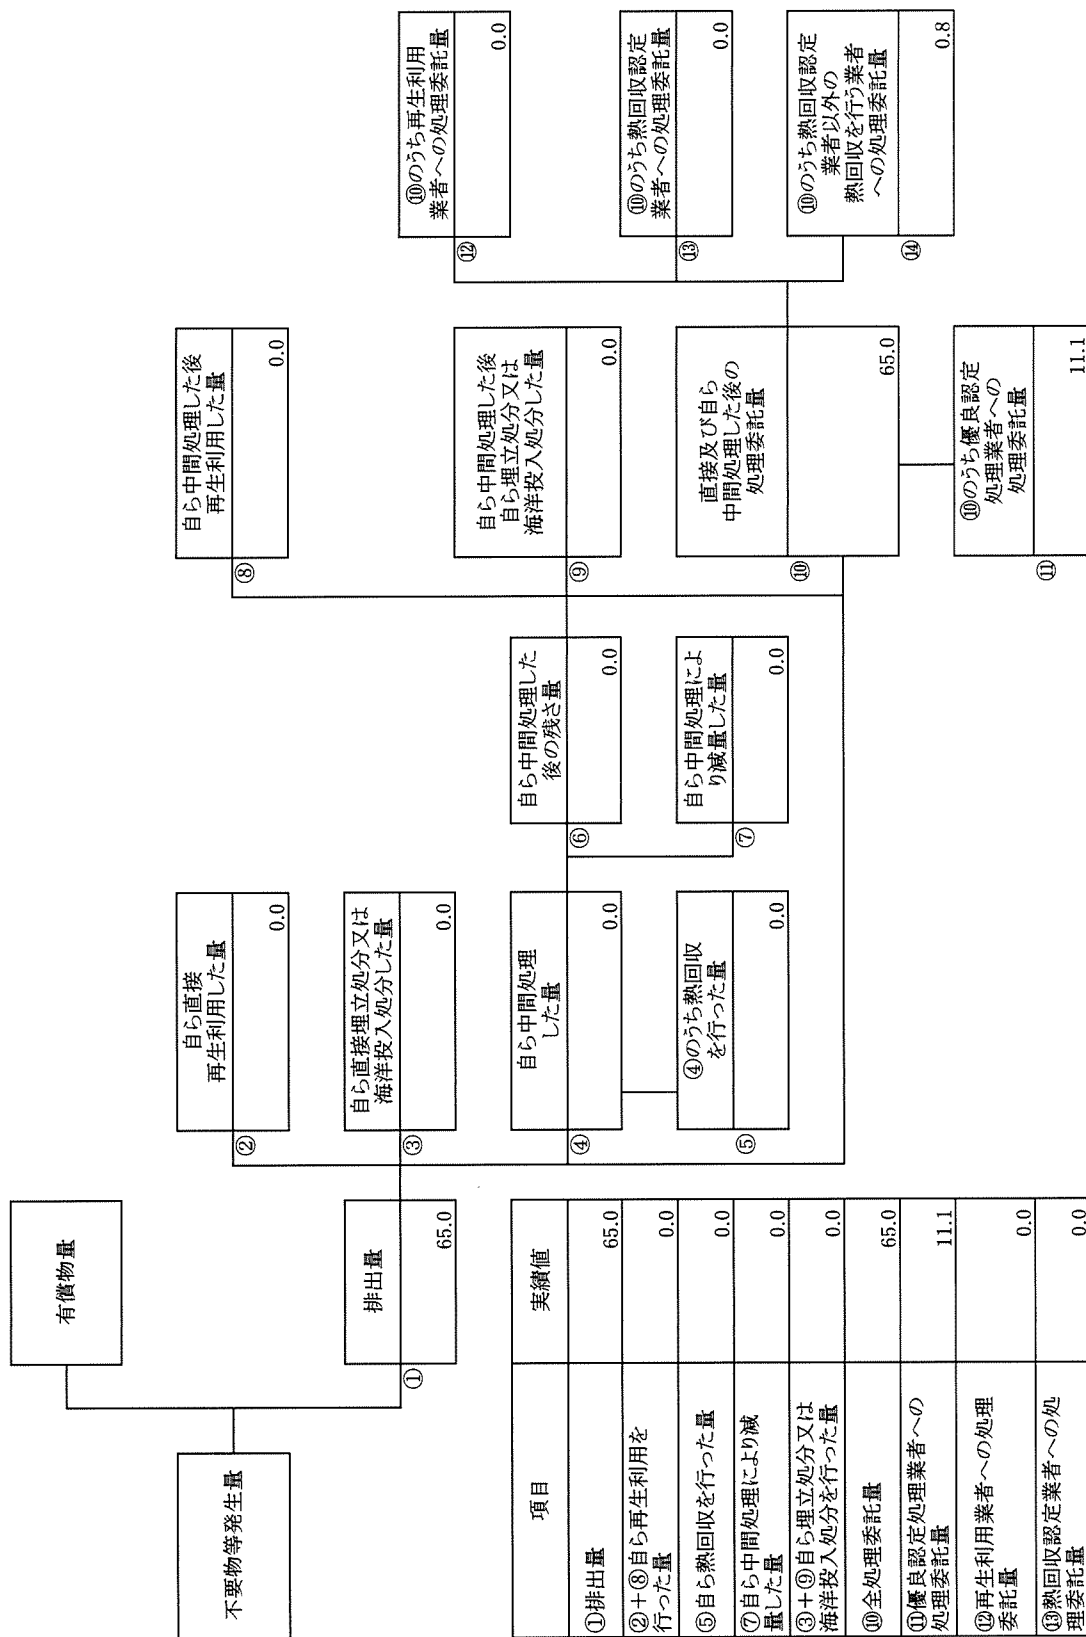 不要物等発生量
有償物量
排出量
①
65.0
自ら直接
再生利用した量
②
0.0
自ら直接埋立処分又は
海洋投入処分した量
③
0.0
自ら中間処理
した量
④
0.0
④のうち熱回収
を行った量
⑤
0.0
自ら中間処理した
後の残さ量
⑥
0.0
自ら中間処理によ
り減量した量
⑦
0.0
自ら中間処理した後
再生利用した量
⑧
0.0
自ら中間処理した後
自ら埋立処分又は
海洋投入処分した量
⑨
0.0
直接及び自ら
中間処理した後の
処理委託量
⑩
65.0
⑩のうち優良認定
処理業者への
処理委託量
⑪
11.1
⑩のうち再生利用
業者への処理委託量
⑫
0.0
⑩のうち熱回収認定
業者への処理委託量
⑬
0.0
⑩のうち熱回収認定
業者以外の
熱回収を行う業者
への処理委託量
⑭
0.8
項目 実績値
①排出量 65.0
②+⑧自ら再生利用を
行った量 0.0
⑤自ら熱回収を行った量 0.0
⑦自ら中間処理により減
量した量 0.0
③+⑨自ら埋立処分又は
海洋投入処分を行った量 0.0
⑩全処理委託量 65.0
⑪優良認定処理業者への
処理委託量 11.1
⑫再生利用業者への処理
委託量 0.0
⑬熱回収認定業者への処
理委託量 0.0